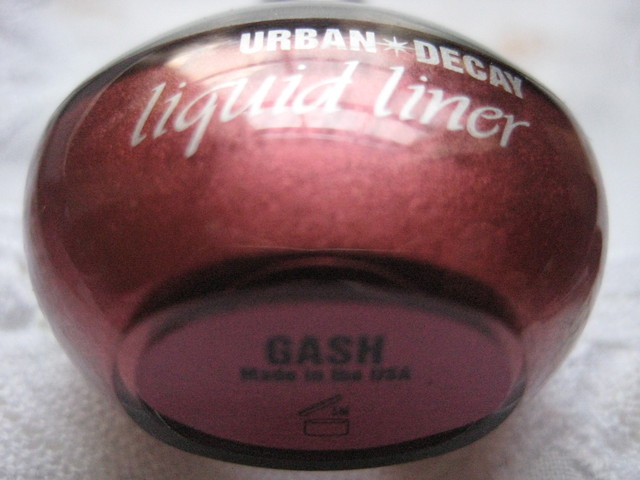 URBAN✳DECAY
liquid liner
GASH
Made in the USA